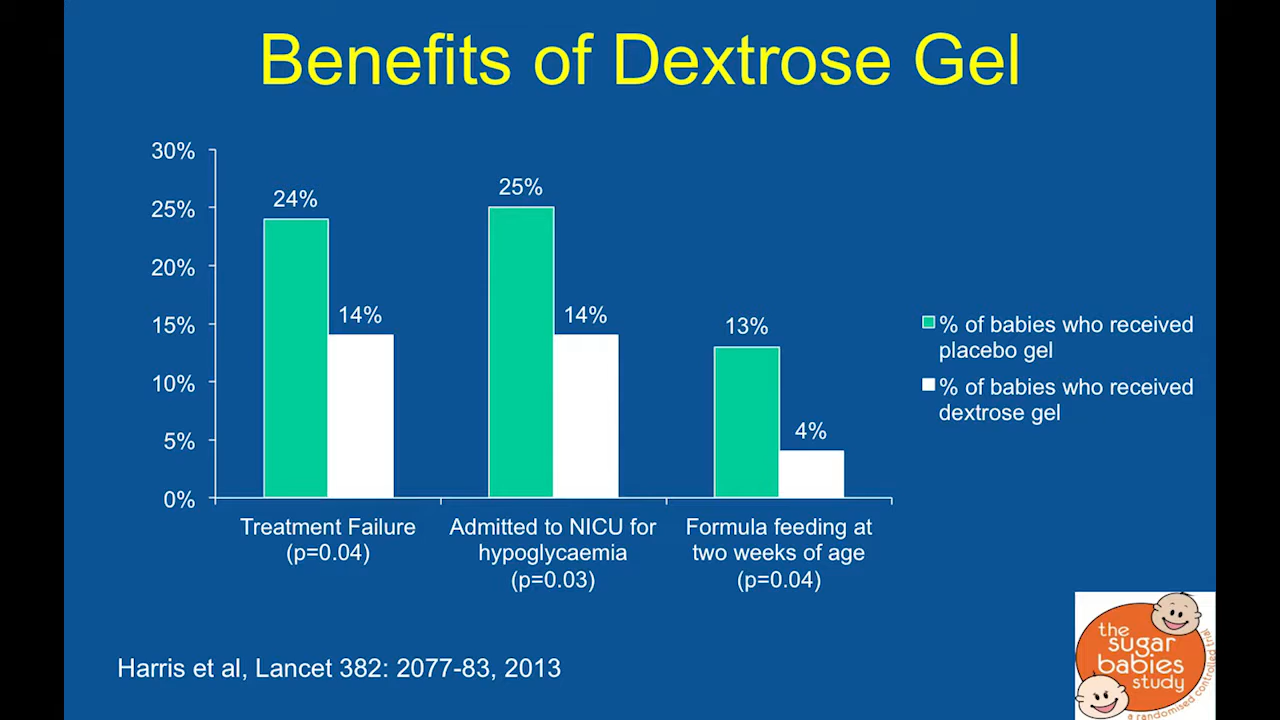 Benefits of Dextrose Gel
30%
25%
20%
15%
10%
5%
0%
24%
14%
25%
14%
13%
4%
Treatment Failure
(p=0.04)
Admitted to NICU for
hypoglycaemia
(p=0.03)
Formula feeding at
two weeks of age
(p=0.04)
% of babies who received
placebo gel
% of babies who received
dextrose gel
Harris et al, Lancet 382: 2077-83, 2013
the
sugar
babies
study
a randomised controlled trial